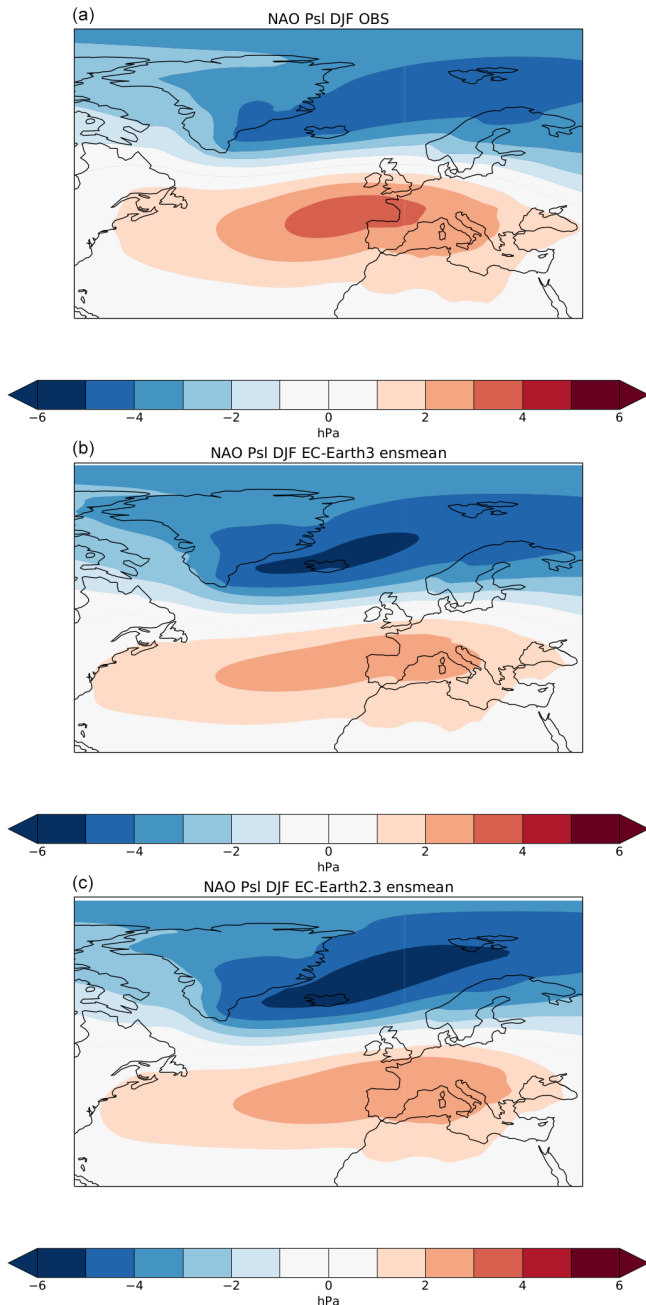 (a)
NAO Psl DJF OBS
−6 −4 −2 0 2 4 6
hPa
(b)
NAO Psl DJF EC-Earth3 ensmean
−6 −4 −2 0 2 4 6
hPa
(c)
NAO Psl DJF EC-Earth2.3 ensmean
−6 −4 −2 0 2 4 6
hPa